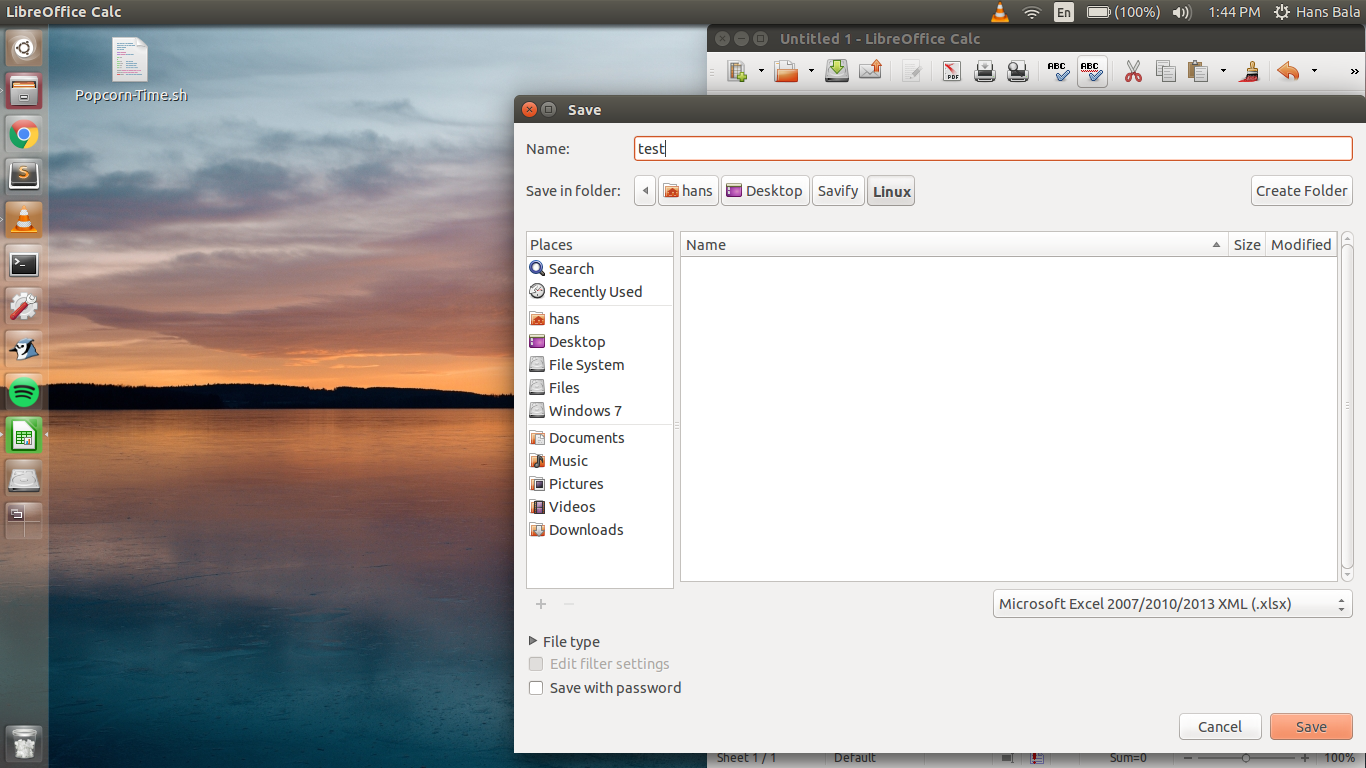 LibreOffice Calc
En
(100%)
1:44 PM
Hans Bala
Popcorn-Time.sh
Untitled 1 - LibreOffice Calc
PDF
ABC
ABC
»
Save
Name:
test
Save in folder:
hans
Desktop
Savify
Linux
Create Folder
Places
Name
Size
Modified
Search
Recently Used
hans
Desktop
File System
Files
Windows 7
Documents
Music
Pictures
Videos
Downloads
Microsoft Excel 2007/2010/2013 XML (.xlsx)
File type
Edit filter settings
Save with password
Cancel
Save
Sheet 1 / 1
Default
Sum=0
100%